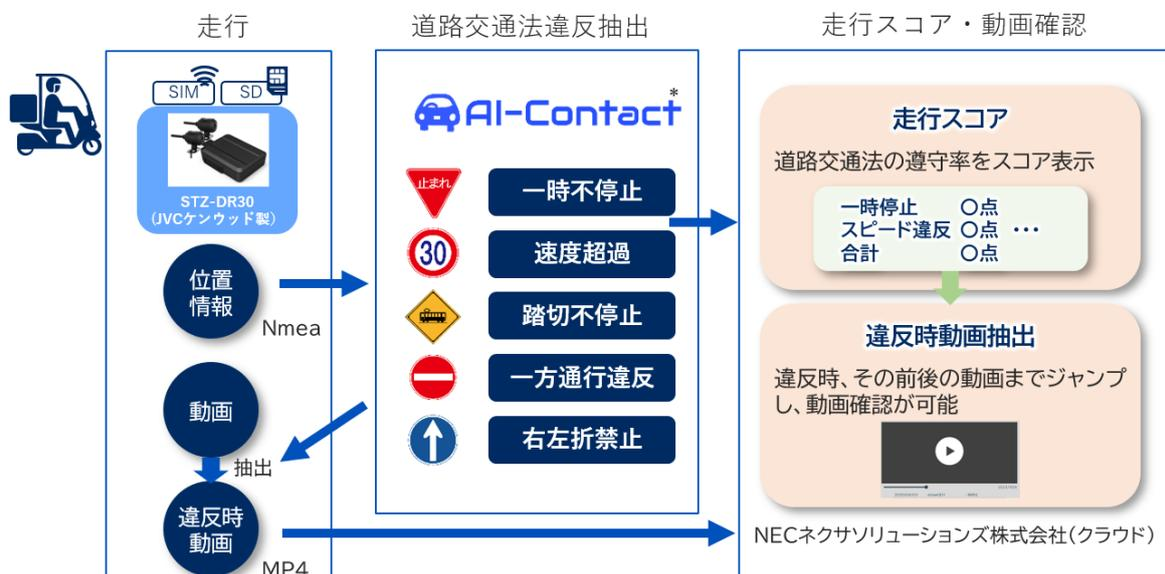 走行
SIM
SD
STZ-DR30
(JVCケンウッド製)
位置
情報
Nmea
動画
抽出
違反時
動画
MP4
道路交通法違反抽出
AI-Contact*
止まれ
一時不停止
30
速度超過
踏切不停止
一方通行違反
右左折禁止
走行スコア・動画確認
走行スコア
道路交通法の遵守率をスコア表示
一時停止 〇点
スピード違反 〇点 ・・・
合計 〇点
違反時動画抽出
違反時、その前後の動画までジャンプ
し、動画確認が可能
NECネクサソリューションズ株式会社(クラウド)